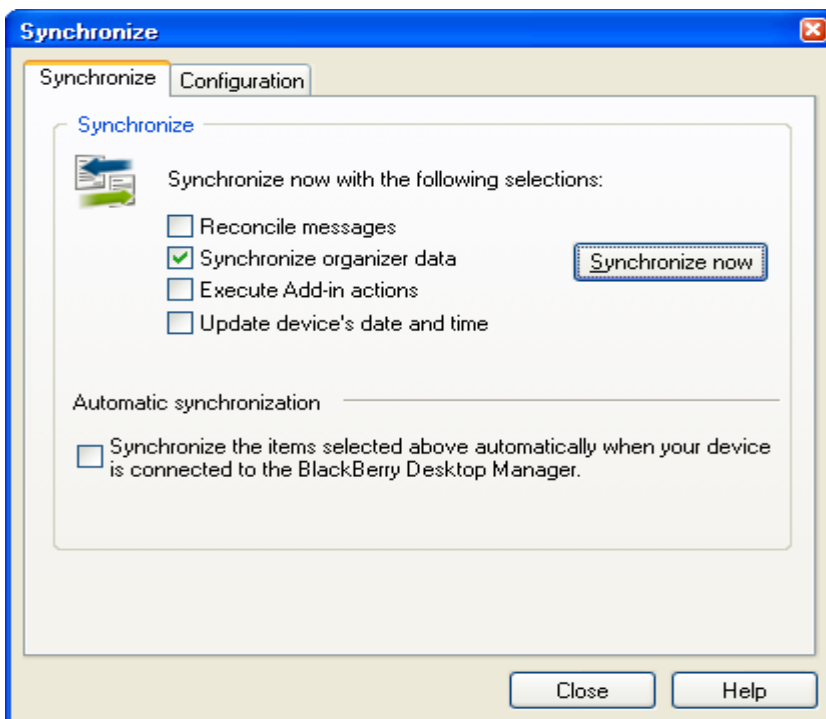 Synchronize
Synchronize
Configuration
Synchronize
Synchronize now with the following selections:
Reconcile messages
Synchronize organizer data
Synchronize now
Execute Add-in actions
Update device's date and time
Automatic synchronization
Synchronize the items selected above automatically when your device
is connected to the BlackBerry Desktop Manager.
Close
Help